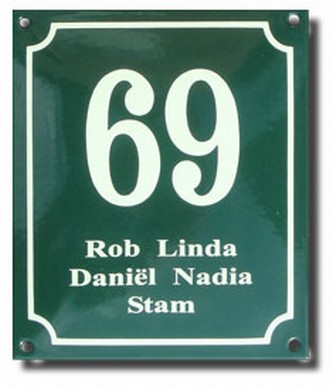 69
Rob Linda
Daniël Nadia
Stam